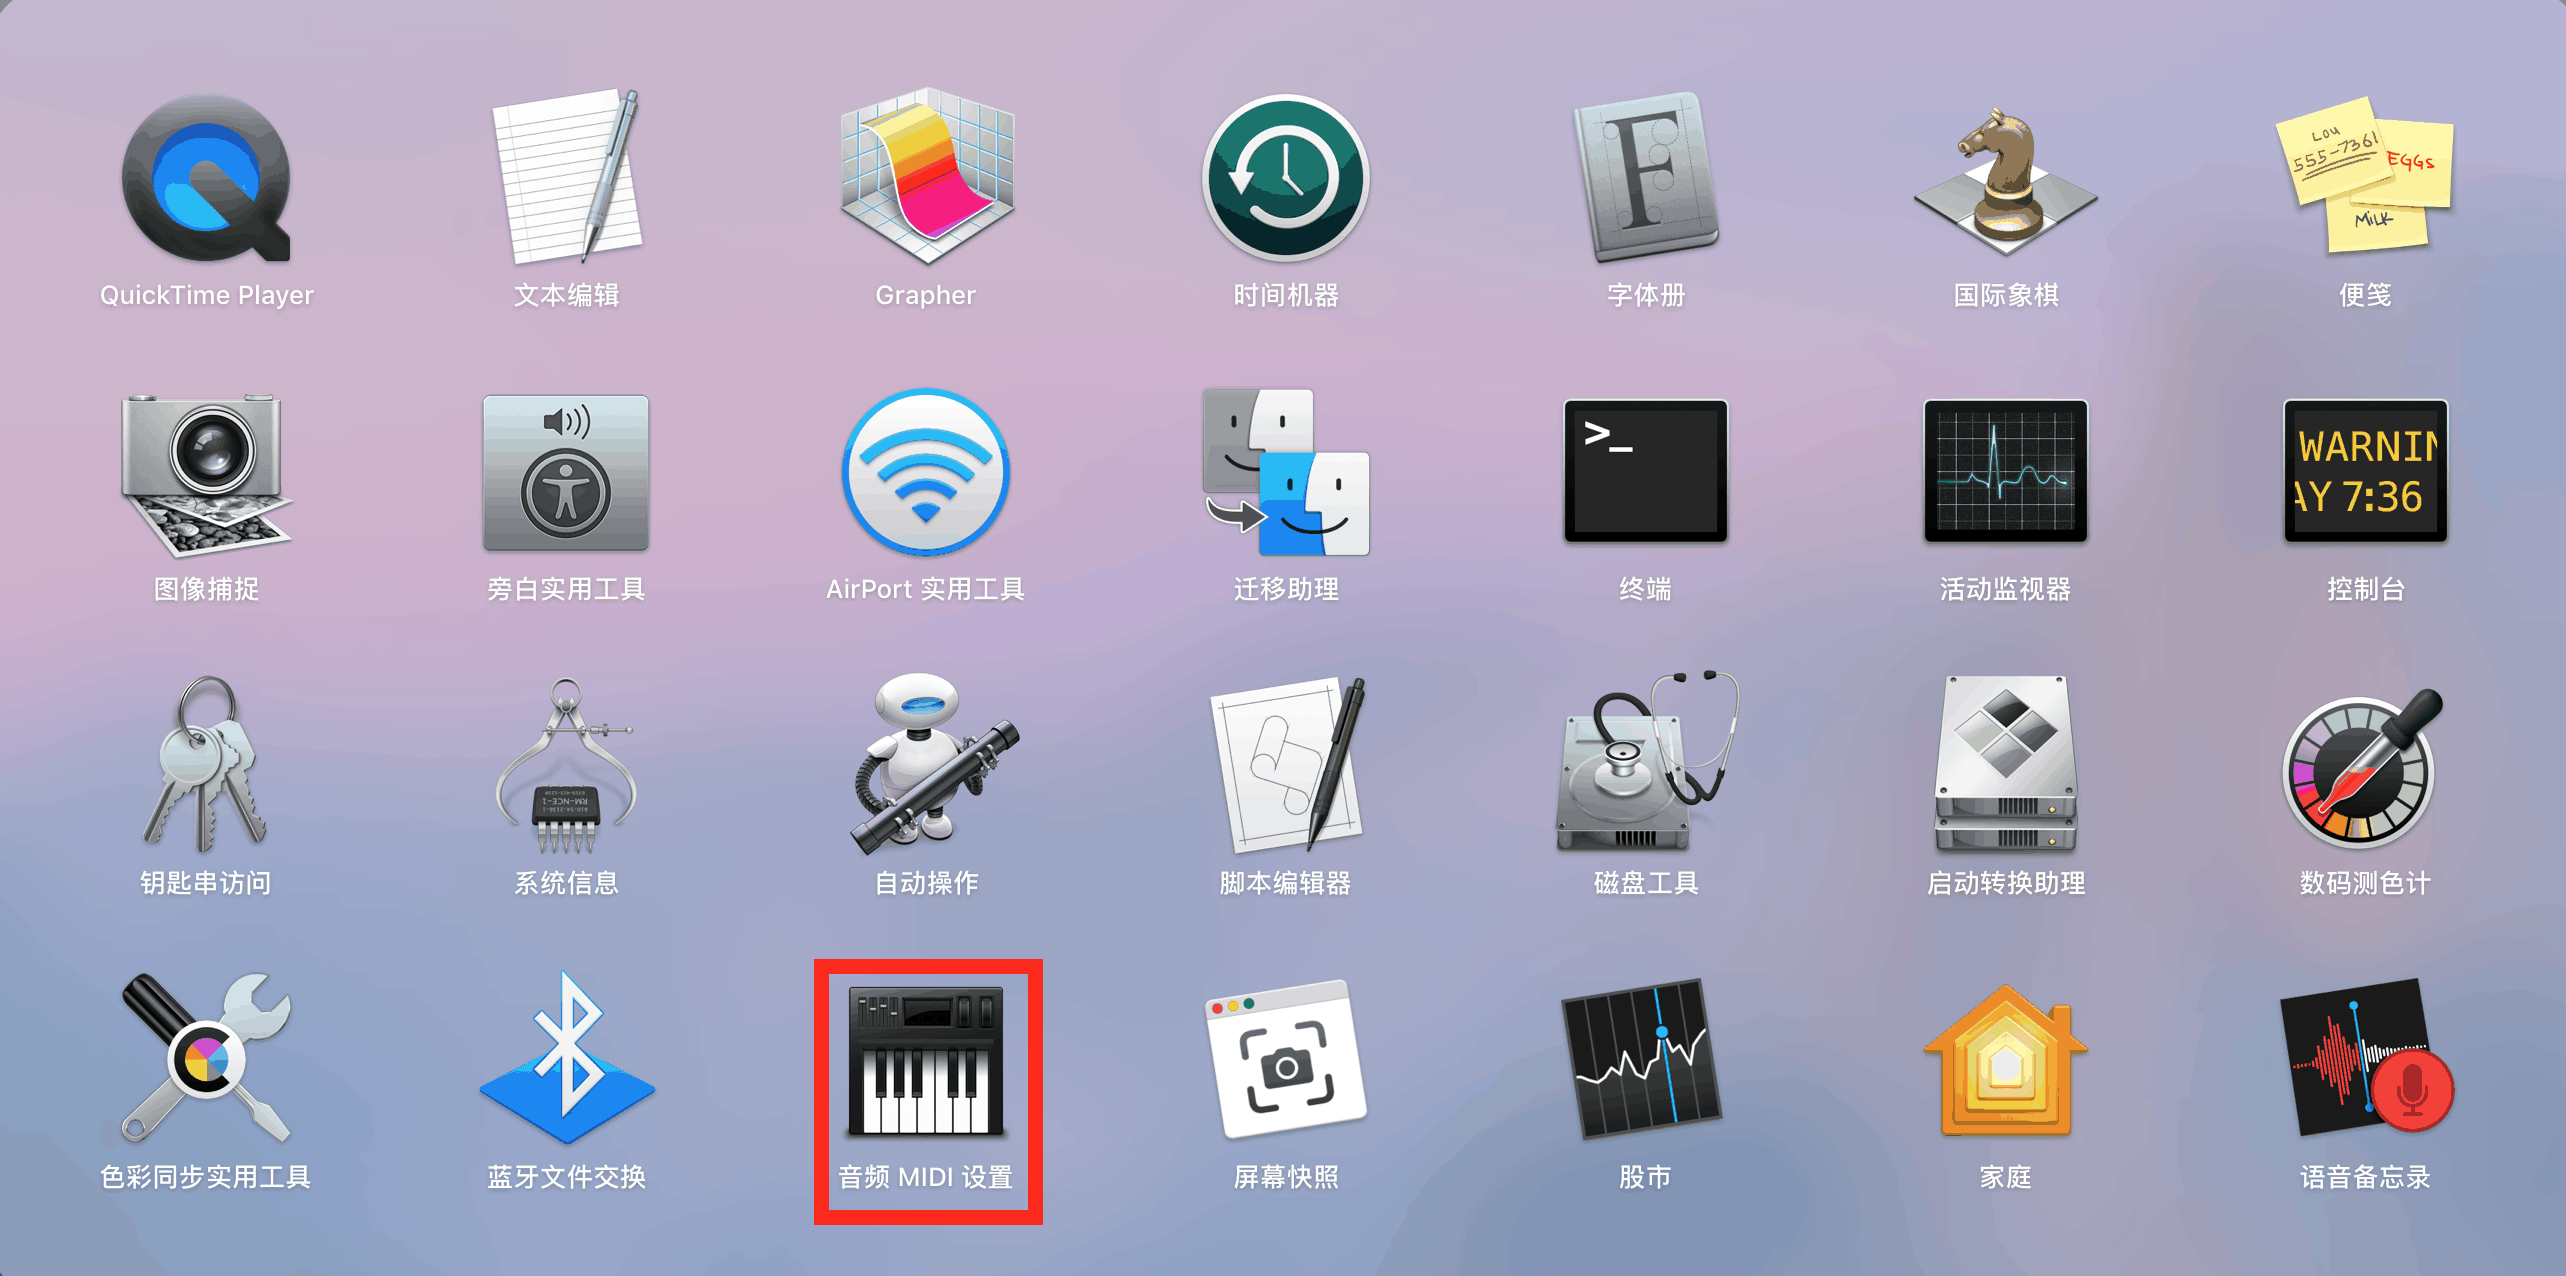 Lou
555-7361
EGGS
MILK
QuickTime Player
文本编辑
Grapher
时间机器
字体册
国际象棋
便笺
>_
WARNIN
AY 7:36
图像捕捉
旁白实用工具
AirPort 实用工具
迁移助理
终端
活动监视器
控制台
RM-NCE-1
钥匙串访问
系统信息
自动操作
脚本编辑器
磁盘工具
启动转换助理
数码测色计
色彩同步实用工具
蓝牙文件交换
音频 MIDI 设置
屏幕快照
股市
家庭
语音备忘录